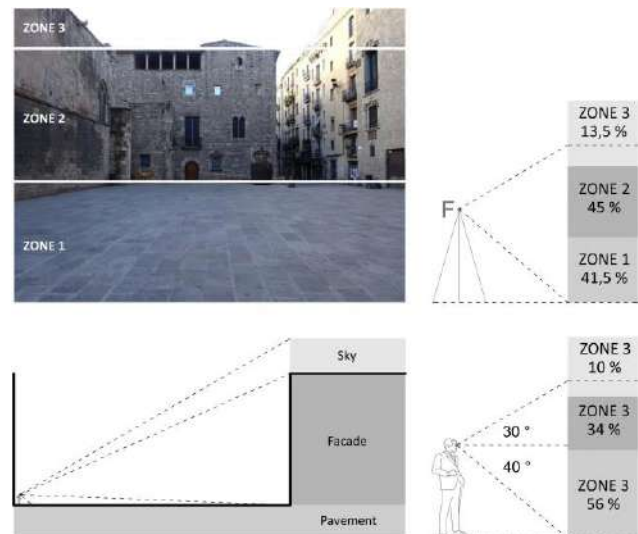 ZONE 3
ZONE 2
ZONE 1
ZONE 3
13,5 %
F
ZONE 2
45 %
ZONE 1
41,5 %
Sky
Facade
Pavement
ZONE 3
10 %
30 °
ZONE 3
34 %
40 °
ZONE 3
56 %